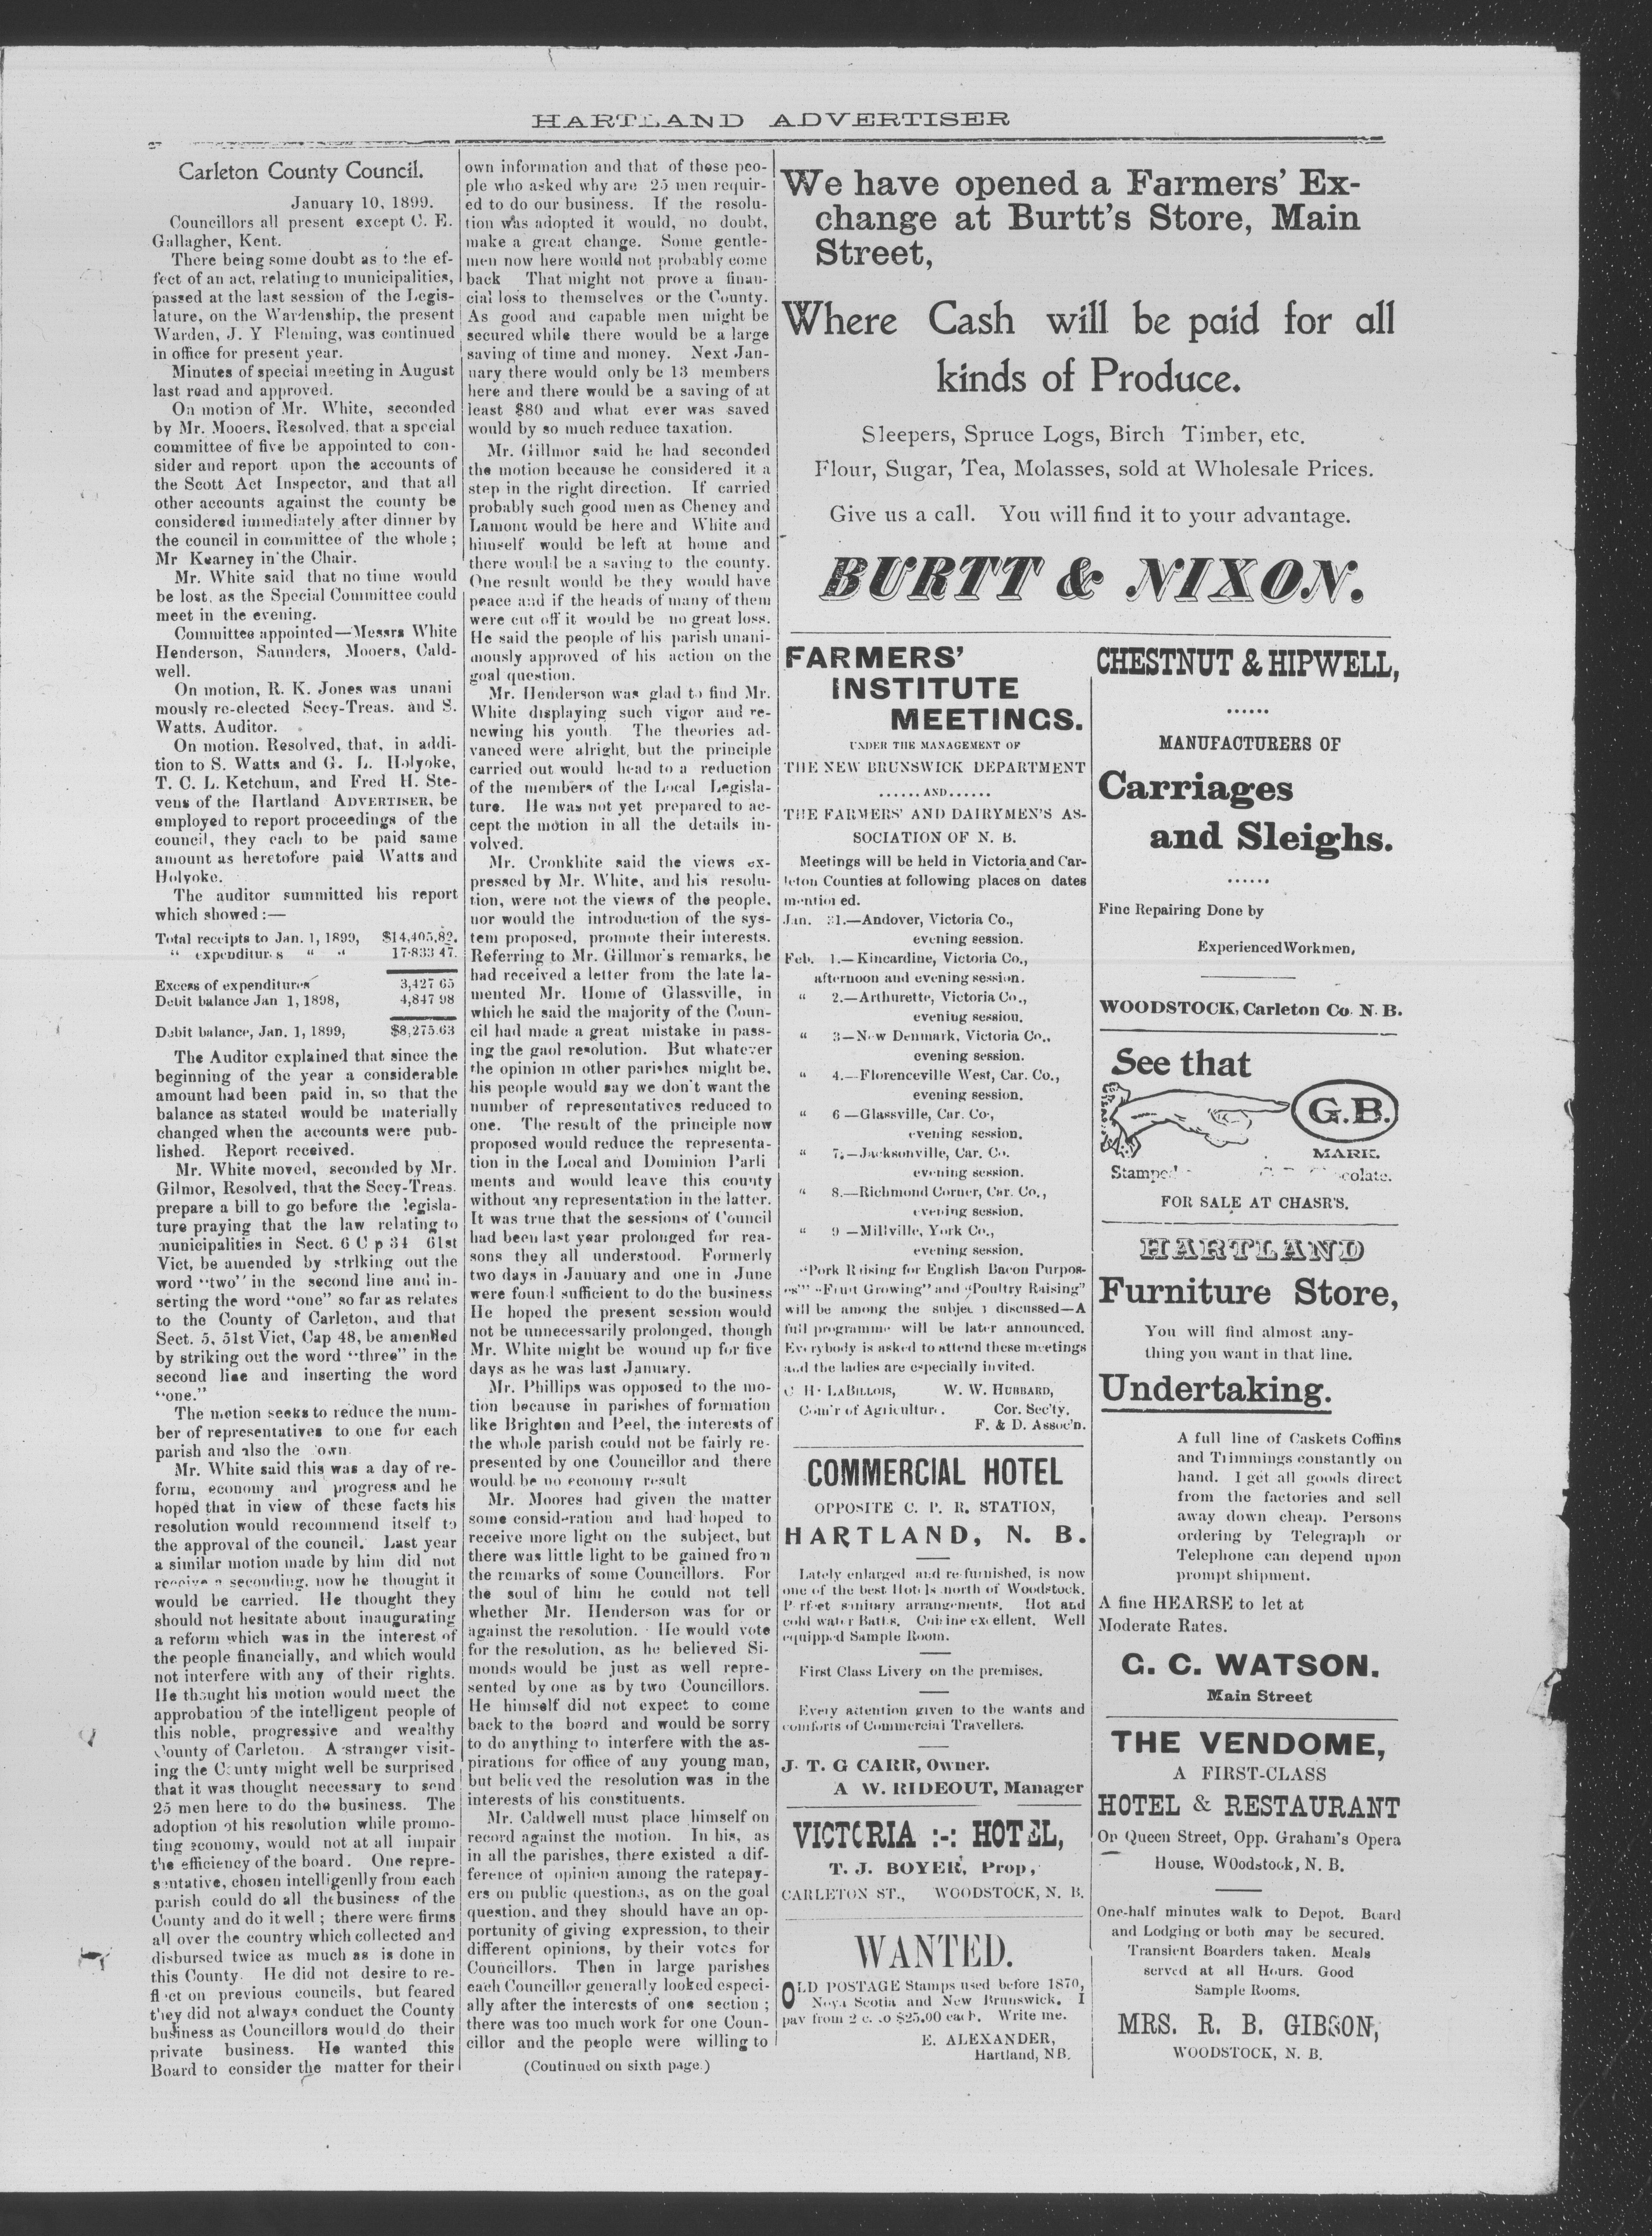 HARTLAND ADVERTISER
Carleton County Council.
January 10, 1899.
Councillors all present except C. E.
Gallagher, Kent.
There being some doubt as to the ef-
fect of an act, relating to municipalities,
passed at the last session of the Legis-
lature, on the Wardenship, the present
Warden, J. Y Fleming, was continued
in office for present year.
Minutes of special meeting in August
last read and approved.
On motion of Mr. White, seconded
by Mr. Mooers, Resolved, that a special
committee of five be appointed to con-
sider and report upon the accounts of
the Scott Act Inspector, and that all
other accounts against the county be
considered immediately after dinner by
the council in committee of the whole;
Mr Kearney in the Chair.
Mr. White said that no time would
be lost, as the Special Committee could
meet in the evening.
Committee appointed—Messrs White
Henderson, Saunders, Mooers, Cald-
well.
On motion, R. K. Jones was unani
mously re-elected Secy-Treas. and S.
Watts, Auditor.
On motion, Resolved, that, in addi-
tion to S. Watts and G. L. Holyoke,
T. C. L. Ketchum, and Fred H. Ste-
vens of the Hartland ADVERTISER, be
employed to report proceedings of the
council, they each to be paid same
amount as heretofore paid Watts and
Holyoke.
The auditor summitted his report
which showed:—
Total receipts to Jan. 1, 1899, $14,405,82.
“ expenditures “ “ 17-833 47.
Excess of expenditures 3,427 65
Debit balance Jan 1, 1898, 4,847 98
Debit balance, Jan. 1, 1899, $8,275.63
The Auditor explained that since the
beginning of the year a considerable
amount had been paid in, so that the
balance as stated would be materially
changed when the accounts were pub-
lished. Report received.
Mr. White moved, seconded by Mr.
Gilmor, Resolved, that the Secy-Treas.
prepare a bill to go before the legisla-
ture praying that the law relating to
municipalities in Sect. 6 C p 34 61st
Vict, be amended by strlking out the
word “two” in the second line and in-
serting the word “one” so far as relates
to the County of Carleton, and that
Sect. 5, 51st Vict, Cap 48, be amended
by striking out the word “three” in the
second line and inserting the word
“one.”
The motion seeks to reduce the num-
ber of representatives to one for each
parish and also the town.
Mr. White said this was a day of re-
form, economy and progress and he
hoped that in view of these facts his
resolution would recommend itself to
the approval of the council. Last year
a similar motion made by him did not
receive a seconding, now he thought it
would be carried. He thought they
should not hesitate about inaugurating
a reform which was in the interest of
the people financially, and which would
not interfere with any of their rights.
He thought his motion would meet the
approbation of the intelligent people of
this noble, progressive and wealthy
County of Carleton. A stranger visit-
ing the County might well be surprised
that it was thought necessary to send
25 men here to do the business. The
adoption of his resolution while promo-
ting economy, would not at all impair
the efficiency of the board. One repre-
sentative, chosen intelligently from each
parish could do all the business of the
County and do it well; there were firms
all over the country which collected and
disbursed twice as much as is done in
this County. He did not desire to re-
flect on previous councils, but feared
they did not always conduct the County
business as Councillors would do their
private business. He wanted this
Board to consider the matter for their
own information and that of these peo-
ple who asked why are 25 men requir-
ed to do our business. If the resolu-
tion was adopted it would, no doubt,
make a great change. Some gentle-
men now here would not probably come
back That might not prove a finan-
cial loss to themselves or the County.
As good and capable men might be
secured while there would be a large
saving of time and money. Next Jan-
uary there would only be 13 members
here and there would be a saving of at
least $80 and what ever was saved
would by so much reduce taxation.
Mr. Gillmor said he had seconded
the motion because he considered it a
step in the right direction. If carried
probably such good men as Cheney and
Lamont would be here and White and
himself would be left at home and
there would be a saving to the county.
One result would be they would have
peace and if the heads of many of them
were cut off it would be no great loss.
He said the people of his parish unani-
mously approved of his action on the
goal question.
Mr. Henderson was glad to find Mr.
White displaying such vigor and re-
newing his youth. The theories ad-
vanced were alright, but the principle
carried out would head to a reduction
of the members of the Local Legisla-
ture. He was not yet prepared to ac-
cept the motion in all the details in-
volved.
Mr. Cronkhite said the views ex-
pressed by Mr. White, and his resolu-
tion, were not the views of the people,
nor would the introduction of the sys-
tem proposed, promote their interests.
Referring to Mr. Gillmor's remarks, he
had received a letter from the late la-
mented Mr. Home of Glassville, in
which he said the majority of the Coun-
cil had made a great mistake in pass-
ing the gaol resolution. But whatever
the opinion in other parishes might be,
his people would say we don't want the
number of representatives reduced to
one. The result of the principle now
proposed would reduce the representa-
tion in the Local and Dominion Parli
ments and would leave this county
without any representation in the latter.
It was true that the sessions of Council
had been last year prolonged for rea-
sons they all understood. Formerly
two days in January and one in June
were found sufficient to do the business
He hoped the present session would
not be unnecessarily prolonged, though
Mr. White might be wound up for five
days as he was last January.
Mr. Phillips was opposed to the mo-
tion because in parishes of formation
like Brighton and Peel, the interests of
the whole parish could not be fairly re-
presented by one Councillor and there
would be no economy result
Mr. Moores had given the matter
some consideration and had hoped to
receive more light on the subject, but
there was little light to be gained from
the remarks of some Councillors. For
the soul of him he could not tell
whether Mr. Henderson was for or
against the resolution. He would vote
for the resolution, as he believed Si-
monds would be just as well repre-
sented by one as by two Councillors.
He himself did not expect to come
back to the board and would be sorry
to do anything to interfere with the as-
pirations for office of any young man,
but believed the resolution was in the
interests of his constituents.
Mr. Caldwell must place himself on
record against the motion. In his, as
in all the parishes, there existed a dif-
ference of opinion among the ratepay-
ers on public questions, as on the goal
question, and they should have an op-
portunity of giving expression, to their
different opinions, by their votes for
Councillors. Then in large parishes
each Councillor generally looked especi-
ally after the interests of one section;
there was too much work for one Coun-
cillor and the people were willing to
(Continued on sixth page.)
We have opened a Farmers' Ex-
change at Burtt's Store, Main
Street,
Where Cash will be paid for all
kinds of Produce.
Sleepers, Spruce Logs, Birch Timber, etc.
Flour, Sugar, Tea, Molasses, sold at Wholesale Prices.
Give us a call. You will find it to your advantage.
BURTT & NIXON.
FARMERS'
INSTITUTE
MEETINGS.
UNDER THE MANAGEMENT OF
THE NEW BRUNSWICK DEPARTMENT
......AND......
THE FARMERS' AND DAIRYMEN'S AS-
SOCIATION OF N. B.
Meetings will be held in Victoria and Car-
leton Counties at following places on dates
mentioned.
Jan. 31.—Andover, Victoria Co.,
evening session.
Feb. 1.—Kincardine, Victoria Co.,
afternoon and evening session.
“ 2.—Arthurette, Victoria Co.,
evening session.
“ 3—New Denmark, Victoria Co.,
evening session.
“ 4.—Florenceville West, Car. Co.,
evening session.
“ 6—Glassville, Car. Co.,
evening session.
“ 7.—Jacksonville, Car. Co.
evening session.
“ 8.—Richmond Corner, Car. Co.,
evening session.
“ 9—Millville, York Co.,
evening session.
“Pork Raising for English Bacon Purpos-
es” “Fruit Growing” and “Poultry Raising”
will be among the subject discussed—A
full programme will be later announced.
Everybody is asked to attend these meetings
and the ladies are especially invited.
C H. LABILLOIS, W. W. HUBBARD,
Com'r of Agriculture. Cor. Sec'ty.
F. & D. Assoc'n.
COMMERCIAL HOTEL
OPPOSITE C. P. R. STATION,
HARTLAND, N. B.
Lately enlarged and re-furnished, is now
one of the best Hotels north of Woodstock.
Perfect sanitary arrangements. Hot and
cold water Baths. Cuisine excellent. Well
equipped Sample Room.
First Class Livery on the premises.
Every attention given to the wants and
comforts of Commercial Travellers.
J. T. G CARR, Owner.
A W. RIDEOUT, Manager
VICTORIA :-: HOTEL,
T. J. BOYER, Prop,
CARLETON ST., WOODSTOCK, N. B.
WANTED.
OLD POSTAGE Stamps used before 1870,
Nova Scotia and New Brunswick. I
pay from 2 c. to $25.00 each. Write me.
E. ALEXANDER,
Hartland, NB.
CHESTNUT & HIPWELL,
......
MANUFACTURERS OF
Carriages
and Sleighs.
......
Fine Repairing Done by
Experienced Workmen,
WOODSTOCK, Carleton Co. N. B.
See that
G.B.
MARK.
Stamped colate.
FOR SALE AT CHASR'S.
HARTLAND
Furniture Store,
You will find almost any-
thing you want in that line.
Undertaking.
A full line of Caskets Coffins
and Trimmings constantly on
hand. I get all goods direct
from the factories and sell
away down cheap. Persons
ordering by Telegraph or
Telephone can depend upon
prompt shipment.
A fine HEARSE to let at
Moderate Rates.
C. C. WATSON.
Main Street
THE VENDOME,
A FIRST-CLASS
HOTEL & RESTAURANT
On Queen Street, Opp. Graham's Opera
House, WOodstock, N. B.
One-half minutes walk to Depot. Board
and Lodging or both may be secured.
Transient Boarders taken. Meals
served at all Hours. Good
Sample Rooms.
MRS. R. B. GIBSON,
WOODSTOCK, N. B.